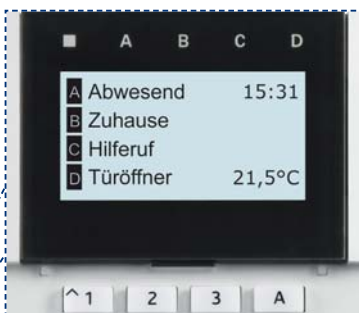 ■ A B C D
A Abwesend 15:31
B Zuhause
C Hilferuf
D Türöffner 21,5°C
^1 2 3 A